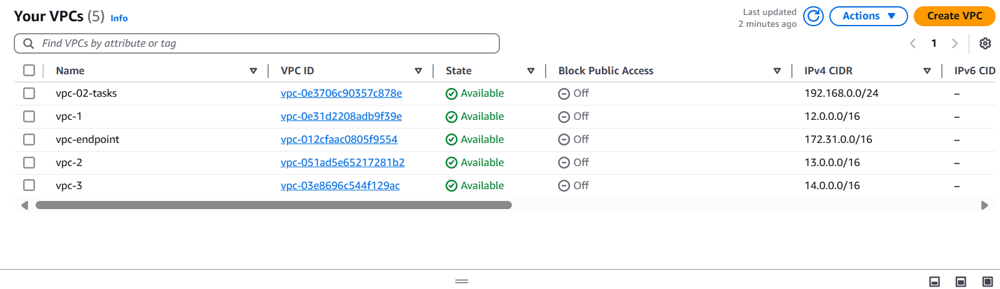 Your VPCs (5) Info
Last updated
2 minutes ago
Actions
Create VPC
Find VPCs by attribute or tag
1
Name VPC ID State Block Public Access IPv4 CIDR IPv6 CID
vpc-02-tasks vpc-0e3706c90357c878e Available Off 192.168.0.0/24 –
vpc-1 vpc-0e31d2208adb9f39e Available Off 12.0.0.0/16 –
vpc-endpoint vpc-012cfaac0805f9554 Available Off 172.31.0.0/16 –
vpc-2 vpc-051ad5e65217281b2 Available Off 13.0.0.0/16 –
vpc-3 vpc-03e8696c544f129ac Available Off 14.0.0.0/16 –